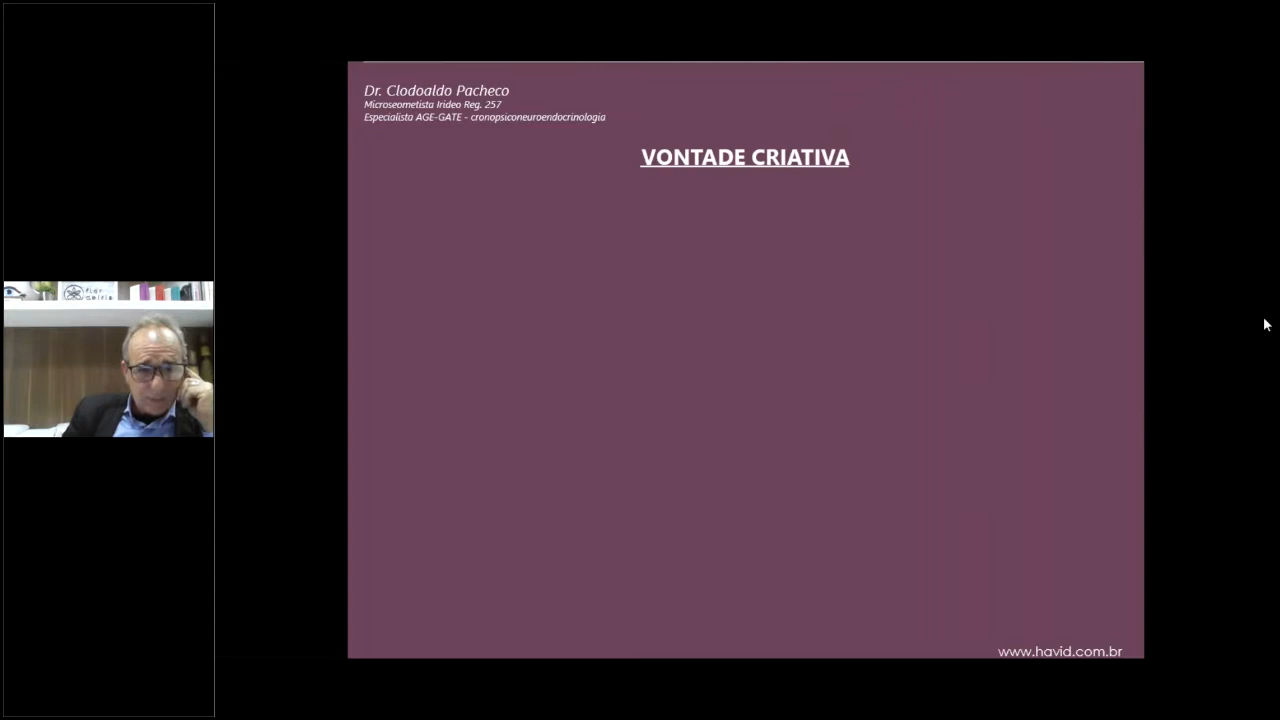 Dr. Clodoaldo Pacheco
Microseometista Irideo Reg. 257
Especialista AGE-GATE - cronopsiconeuroendocrinologia
VONTADE CRIATIVA
www.havid.com.br